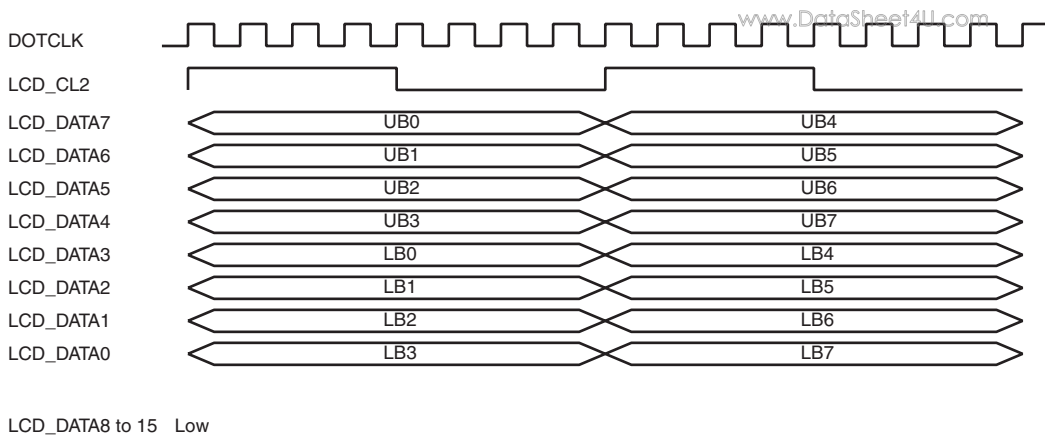 www.DataSheet4U.com
DOTCLK
LCD_CL2
LCD_DATA7 UB0 UB4
LCD_DATA6 UB1 UB5
LCD_DATA5 UB2 UB6
LCD_DATA4 UB3 UB7
LCD_DATA3 LB0 LB4
LCD_DATA2 LB1 LB5
LCD_DATA1 LB2 LB6
LCD_DATA0 LB3 LB7
LCD_DATA8 to 15 Low